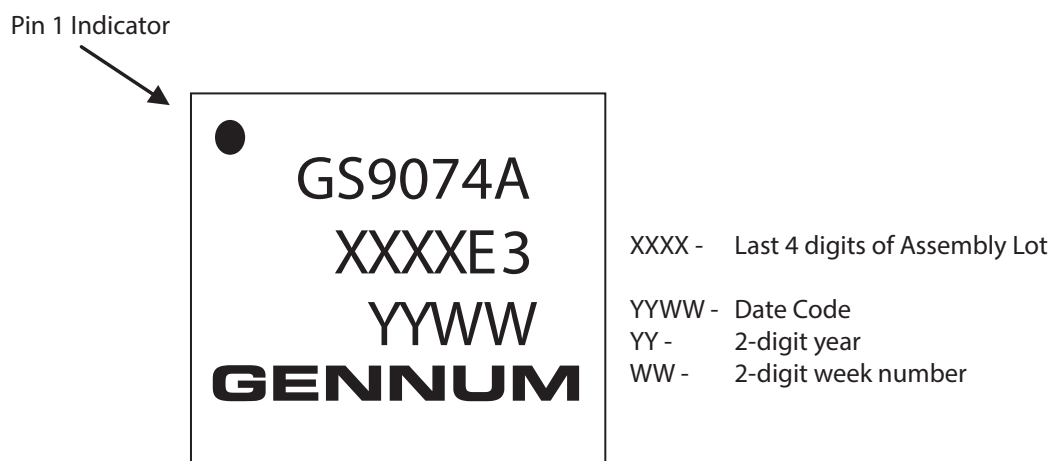 Pin 1 Indicator
GS9074A
XXXXE3
YYWW
GENNUM
XXXX - Last 4 digits of Assembly Lot
YYWW - Date Code
YY - 2-digit year
WW - 2-digit week number